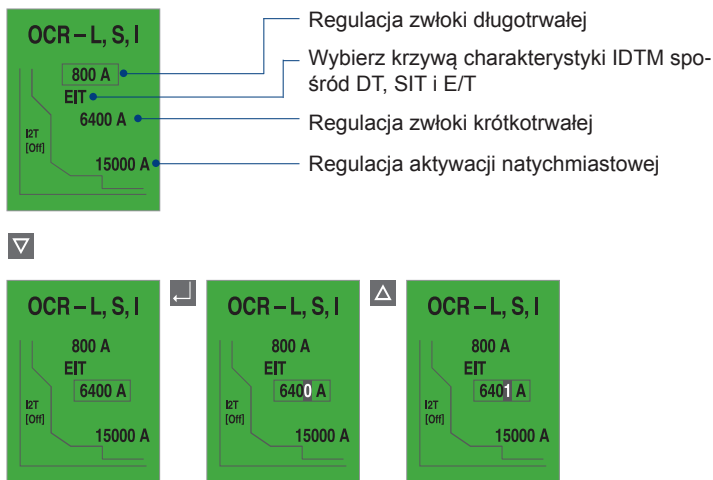 OCR – L, S, I
800 A
EIT
6400 A
I2T
[Off]
15000 A
Regulacja zwłoki długotrwałej
Wybierz krzywą charakterystyki IDTM spo-
śród DT, SIT i E/T
Regulacja zwłoki krótkotrwałej
Regulacja aktywacji natychmiastowej
OCR – L, S, I
800 A
EIT
6400 A
I2T
[Off]
15000 A
OCR – L, S, I
800 A
EIT
6400 A
I2T
[Off]
15000 A
OCR – L, S, I
800 A
EIT
6401 A
I2T
[Off]
15000 A